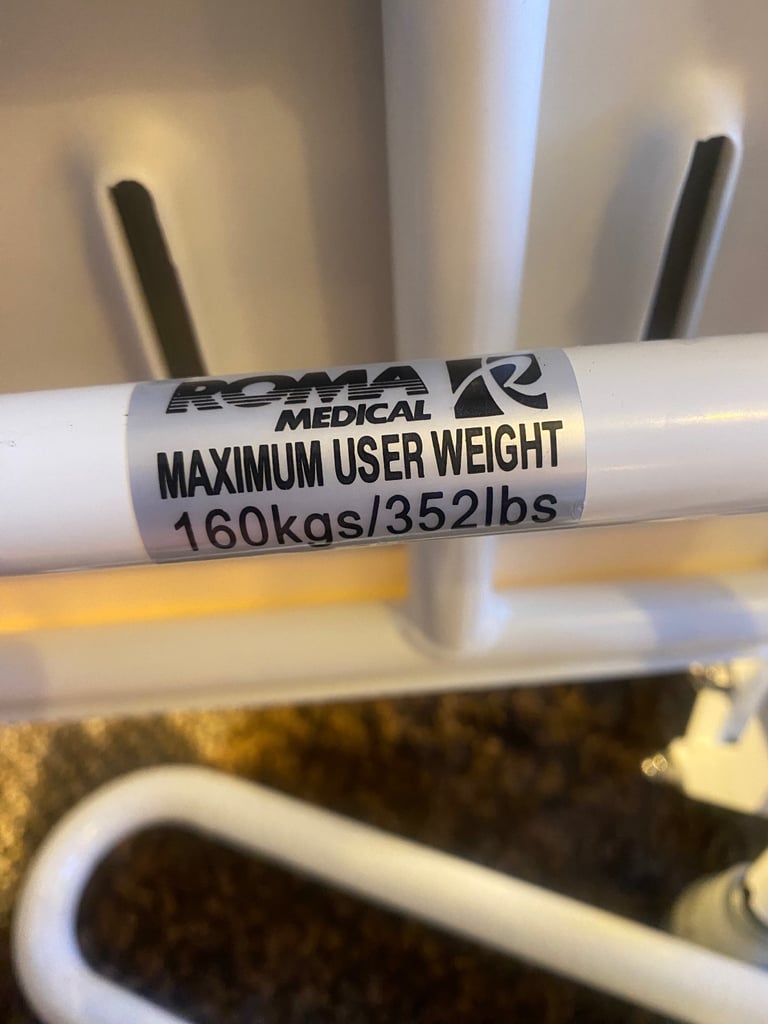 ROMA
MEDICAL
MAXIMUM USER WEIGHT
160kgs/352lbs